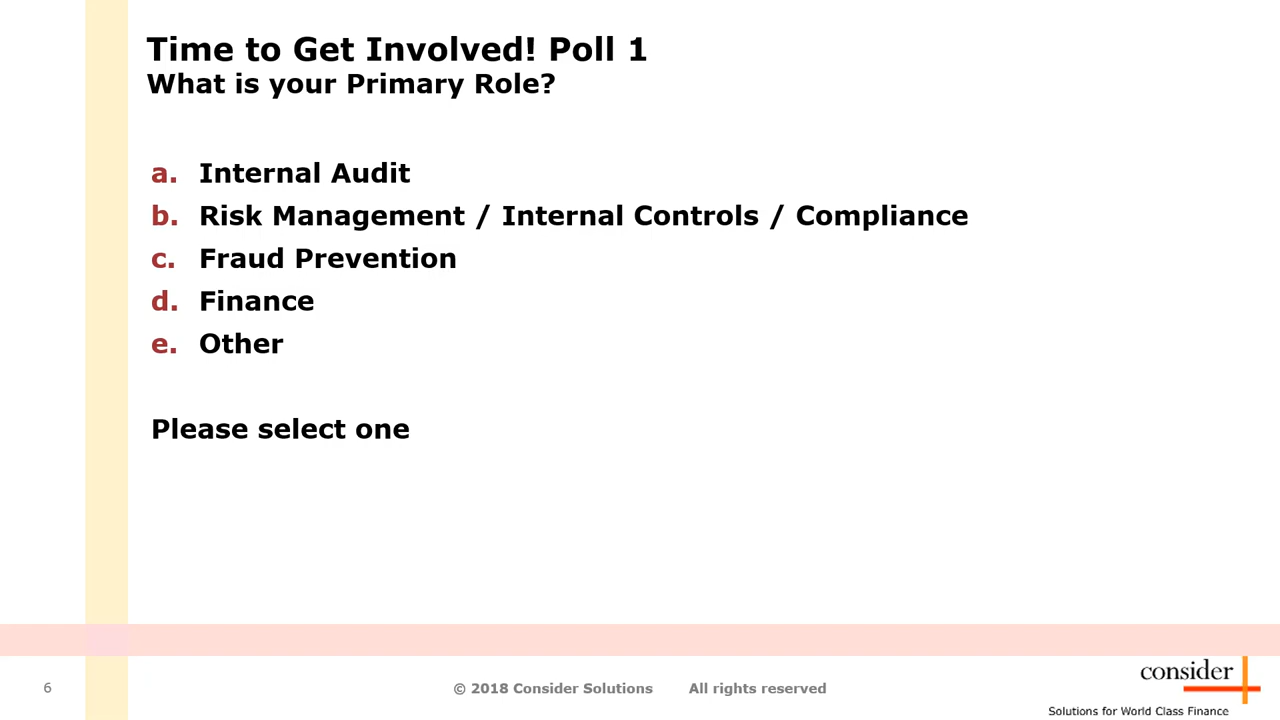 Time to Get Involved! Poll 1
What is your Primary Role?
a. Internal Audit
b. Risk Management / Internal Controls / Compliance
c. Fraud Prevention
d. Finance
e. Other
Please select one
6
© 2018 Consider Solutions All rights reserved
consider
Solutions for World Class Finance